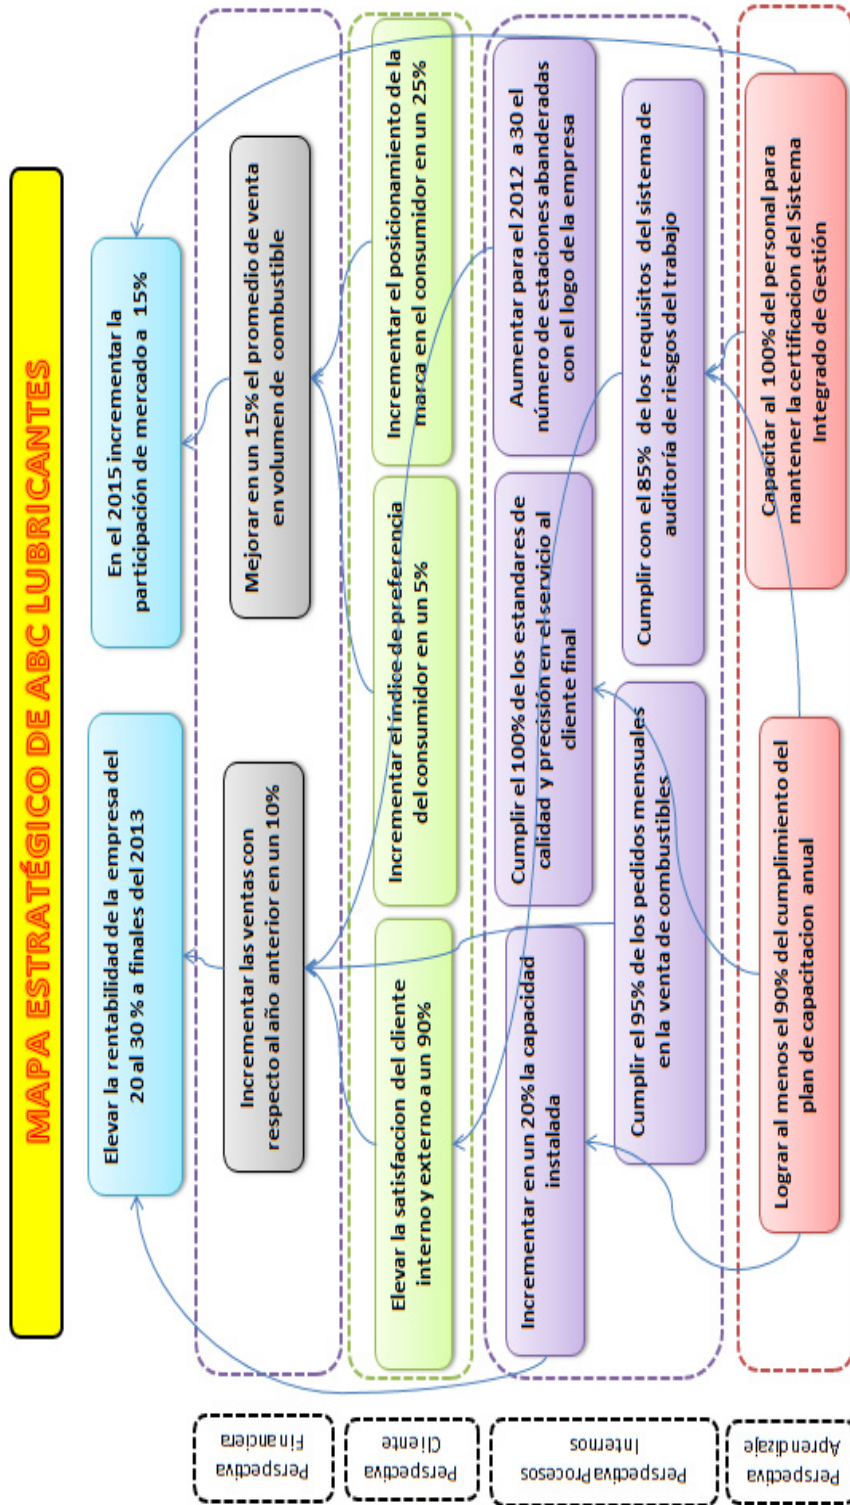 MAPA ESTRATÉGICO DE ABC LUBRICANTES
Elevar la rentabilidad de la empresa del
20 al 30% a finales del 2013
En el 2015 incrementar la
participación de mercado a 15%
Perspectiva
Financiera
Incrementar las ventas con
respecto al año anterior en un 10%
Mejorar en un 15% el promedio de venta
en volumen de combustible
Perspectiva
Cliente
Elevar la satisfaccion del cliente
interno y externo a un 90%
Incrementar el índice de preferencia
del consumidor en un 5%
Incrementar el posicionamiento de la
marca en el consumidor en un 25%
Perspectiva Procesos
Internos
Incrementar en un 20% la capacidad
instalada
Cumplir el 100% de los estandares de
calidad y precisión en el servicio al
cliente final
Aumentar para el 2012 a 30 el
número de estaciones abanderadas
con el logo de la empresa
Cumplir el 95% de los pedidos mensuales
en la venta de combustibles
Cumplir con el 85% de los requisitos del sistema de
auditoría de riesgos del trabajo
Perspectiva
Aprendizaje
Lograr al menos el 90% del cumplimiento del
plan de capacitacion anual
Capacitar al 100% del personal para
mantener la certificacion del Sistema
Integrado de Gestión